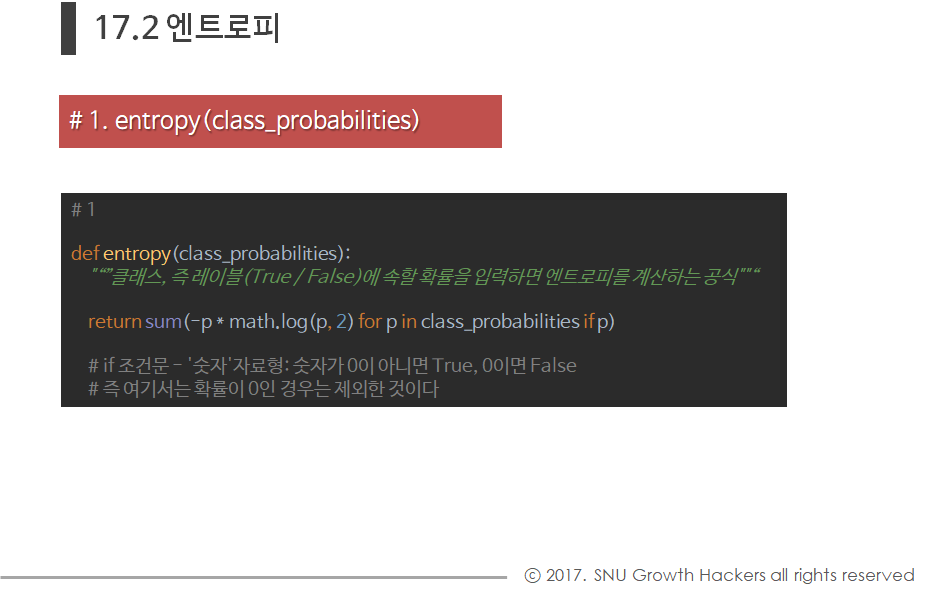 17.2 엔트로피
# 1. entropy(class_probabilities)
# 1
def entropy(class_probabilities):
"“”클래스, 즉 레이블(True / False)에 속할 확률을 입력하면 엔트로피를 계산하는 공식""“
return sum(-p * math.log(p, 2) for p in class_probabilities if p)
# if 조건문 - '숫자'자료형: 숫자가 0이 아니면 True, 0이면 False
# 즉 여기서는 확률이 0인 경우는 제외한 것이다
ⓒ 2017. SNU Growth Hackers all rights reserved